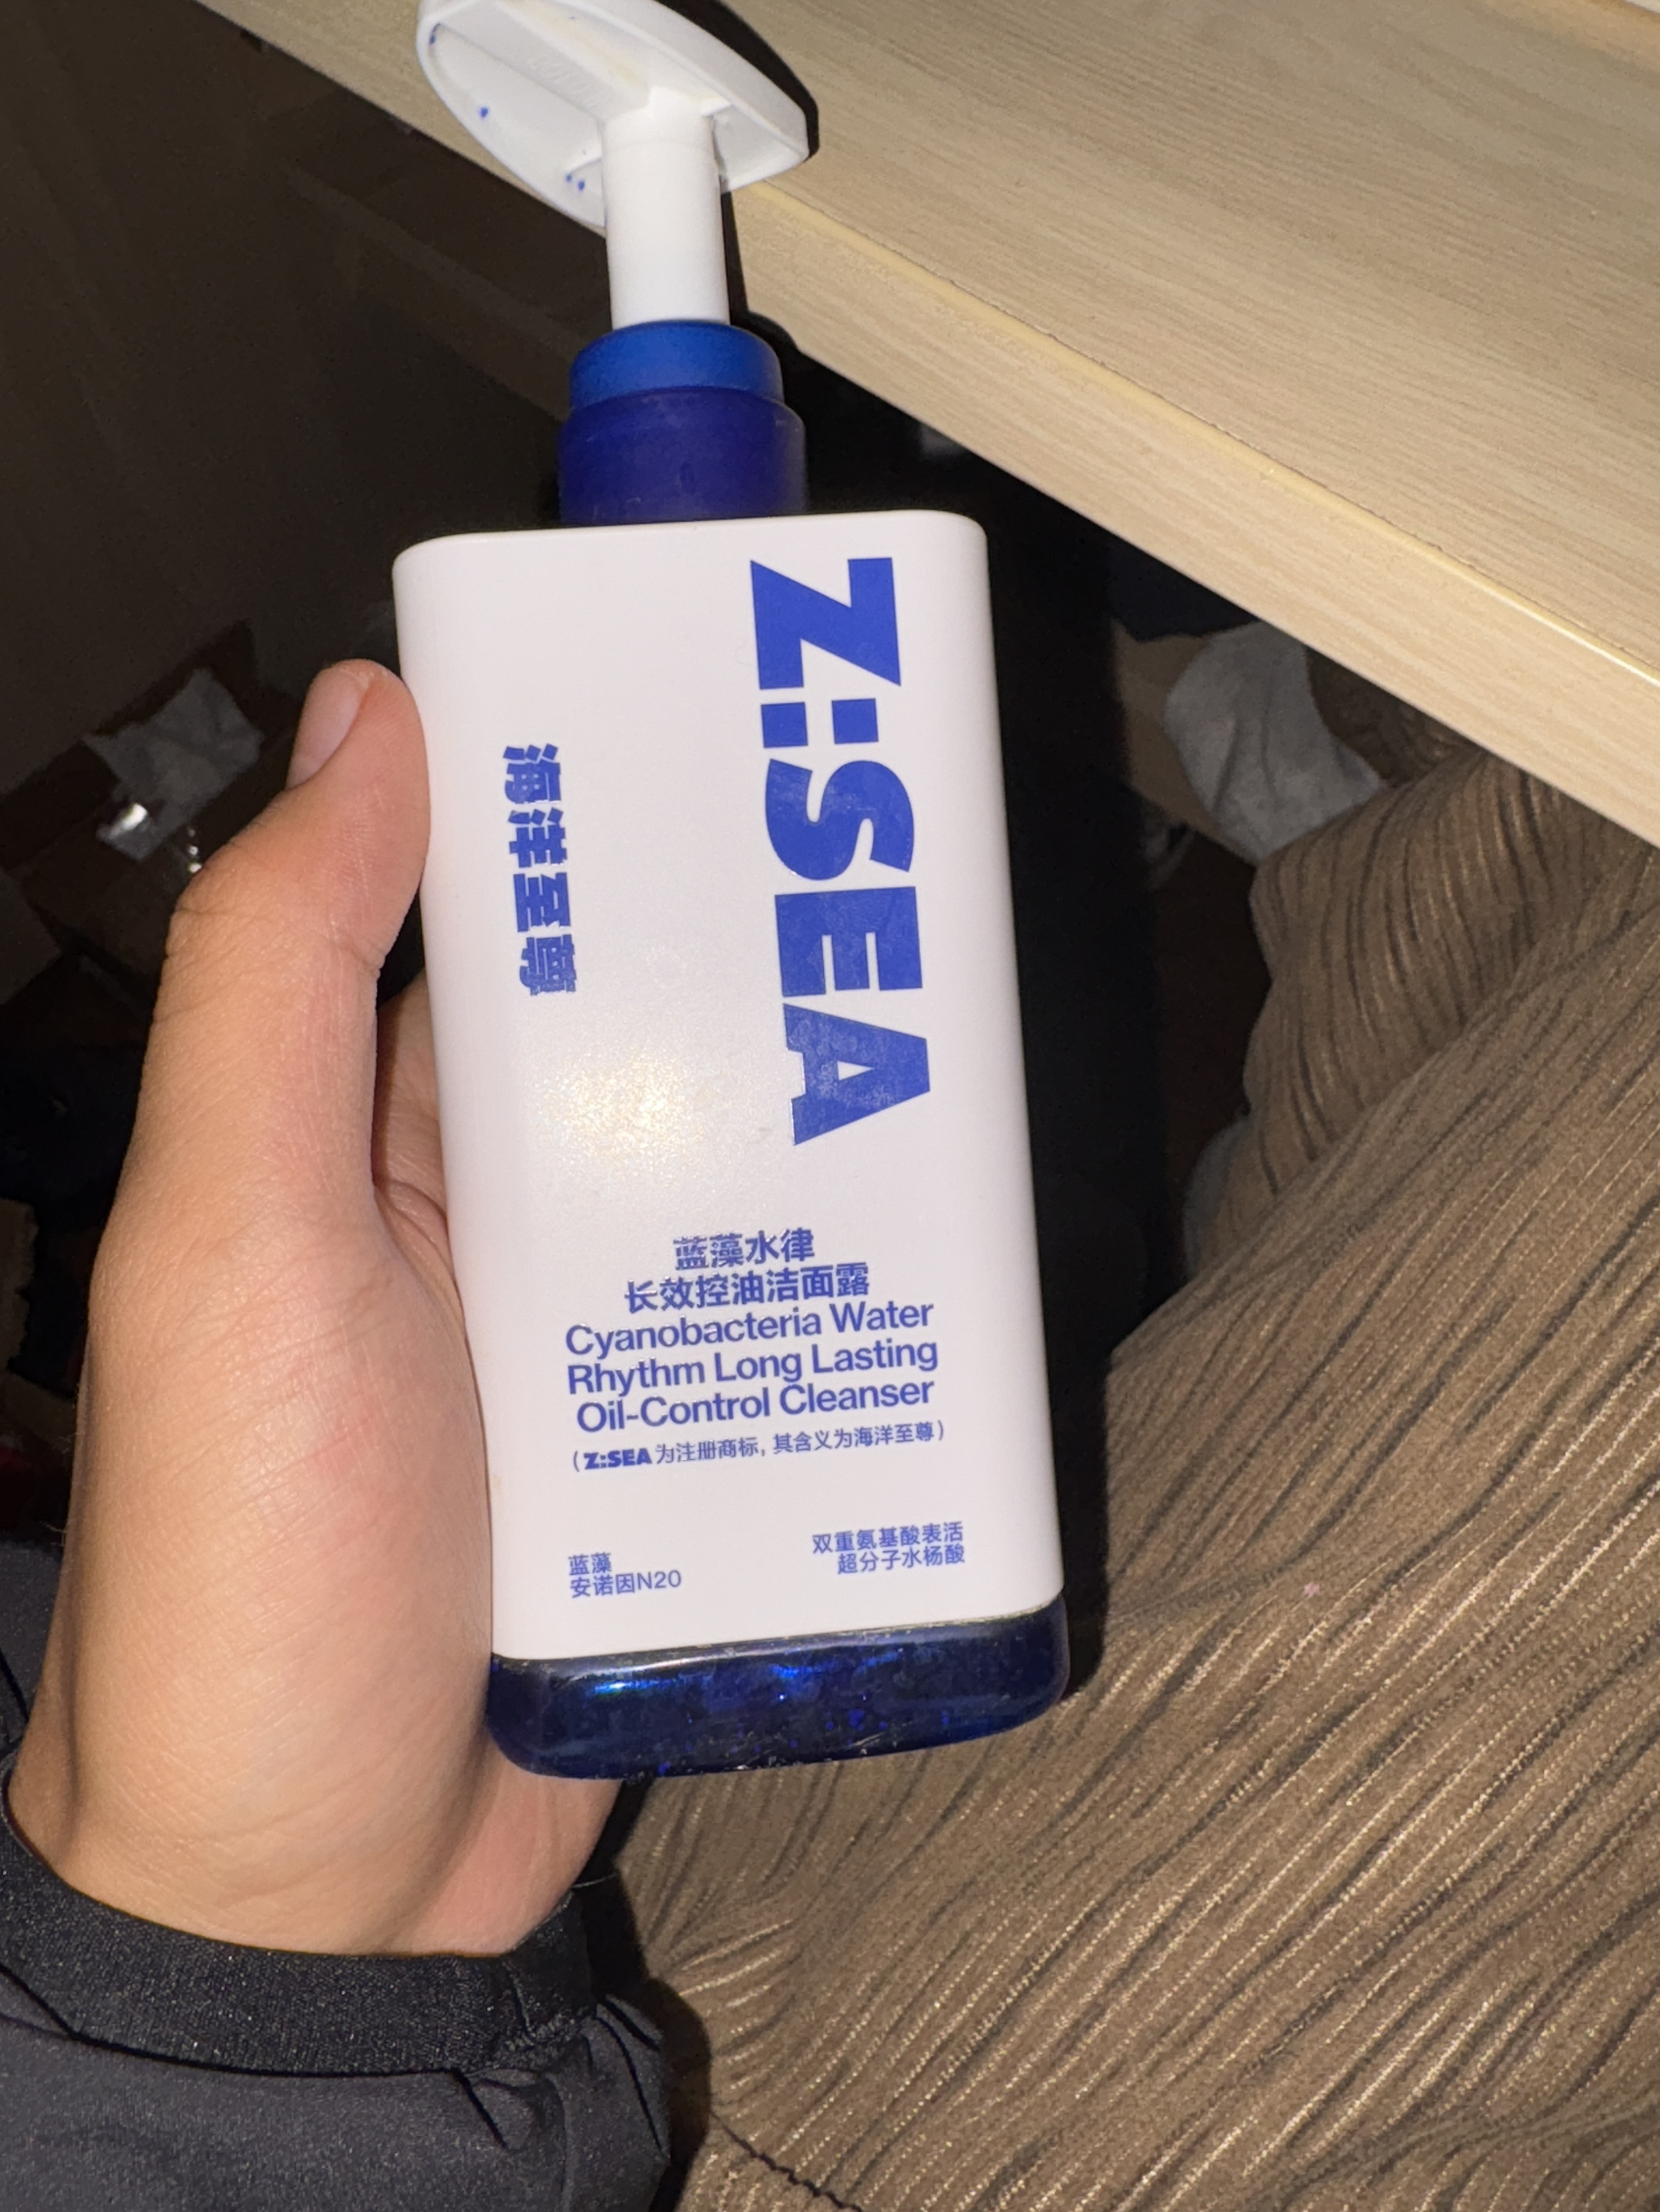 Z:SEA
海洋至尊
蓝藻水律
长效控油洁面露
Cyanobacteria Water
Rhythm Long Lasting
Oil-Control Cleanser
(Z:SEA为注册商标,其含义为海洋至尊)
蓝藻
安诺因N20
双重氨基酸表活
超分子水杨酸